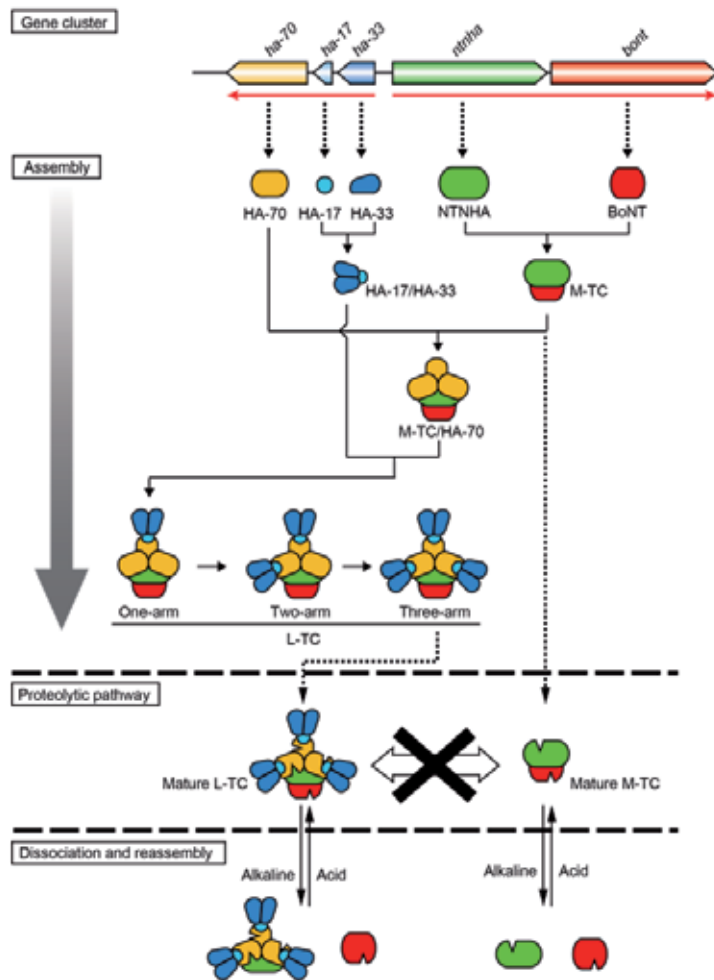 Gene cluster
ha-70
ha-17
ha-33
ntnha
bont
Assembly
HA-70
HA-17
HA-33
NTNHA
BoNT
HA-17/HA-33
M-TC
M-TC/HA-70
One-arm
Two-arm
Three-arm
L-TC
Proteolytic pathway
Mature L-TC
Mature M-TC
Dissociation and reassembly
Alkaline
Acid
Alkaline
Acid